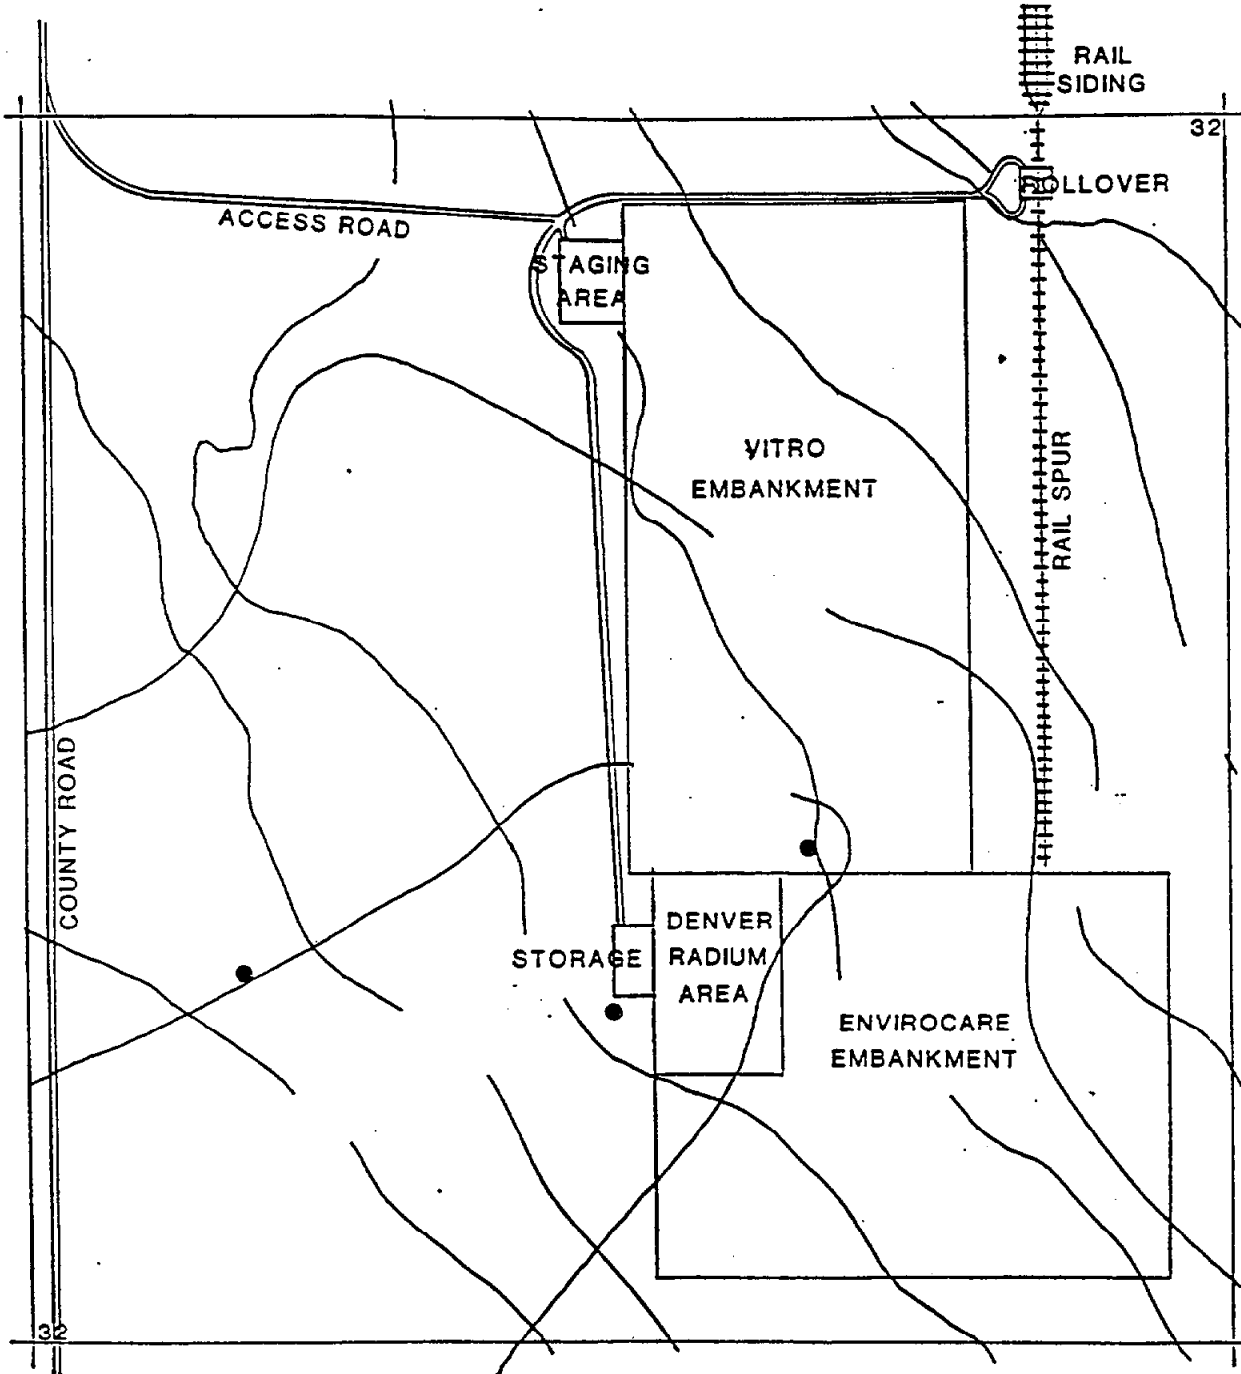 RAIL
SIDING
32
ROLLOVER
ACCESS ROAD
STAGING
AREA
VITRO
EMBANKMENT
RAIL SPUR
COUNTY ROAD
DENVER
RADIUM
AREA
STORAGE
ENVIROCARE
EMBANKMENT
32